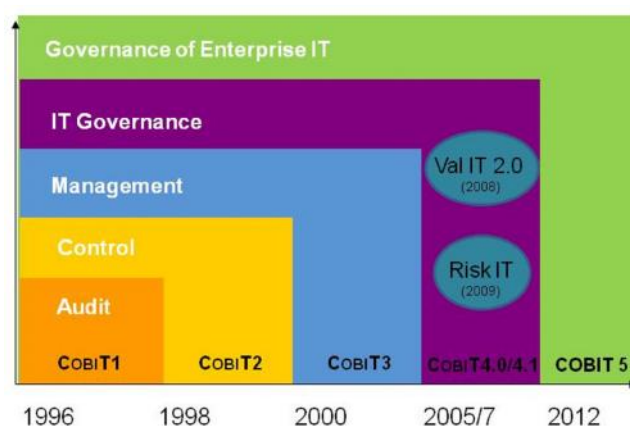 Governance of Enterprise IT
IT Governance
Val IT 2.0
(2008)
Management
Control
Risk IT
(2009)
Audit
COBIT1 COBIT2 COBIT3 COBIT4.0/4.1 COBIT 5
1996 1998 2000 2005/7 2012